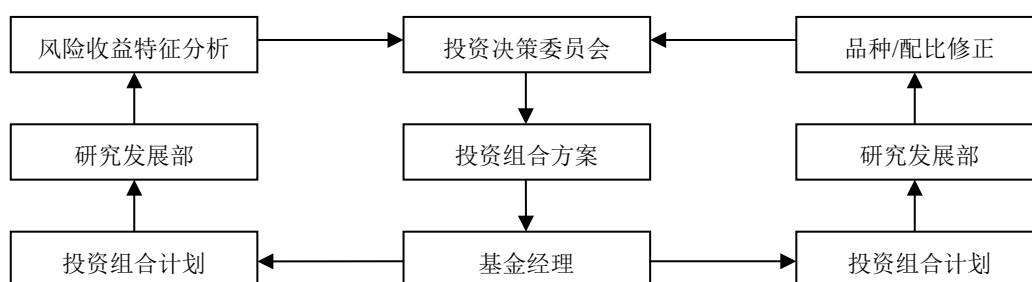 风险收益特征分析
投资决策委员会
品种/配比修正
研究发展部
投资组合方案
研究发展部
投资组合计划
基金经理
投资组合计划